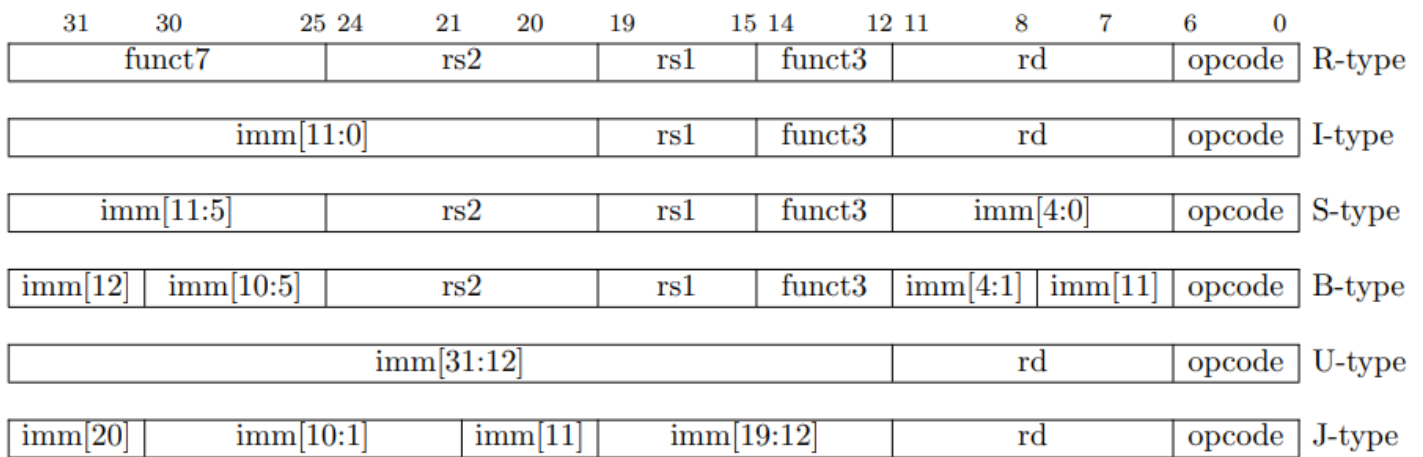 31 30 25 24 21 20 19 15 14 12 11 8 7 6 0
funct7 rs2 rs1 funct3 rd opcode R-type
imm[11:0] rs1 funct3 rd opcode I-type
imm[11:5] rs2 rs1 funct3 imm[4:0] opcode S-type
imm[12] imm[10:5] rs2 rs1 funct3 imm[4:1] imm[11] opcode B-type
imm[31:12] rd opcode U-type
imm[20] imm[10:1] imm[11] imm[19:12] rd opcode J-type